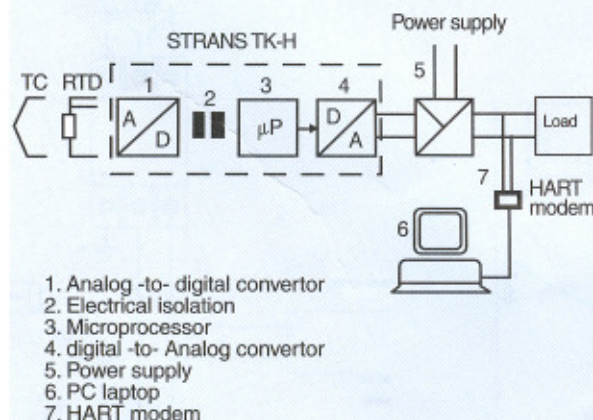 Power supply
STRANS TK-H
TC RTD 1 2 3 4 5
A
D
µP
D
A
Load
7
HART
modem
6
1. Analog -to- digital convertor
2. Electrical isolation
3. Microprocessor
4. digital -to- Analog convertor
5. Power supply
6. PC laptop
7. HART modem